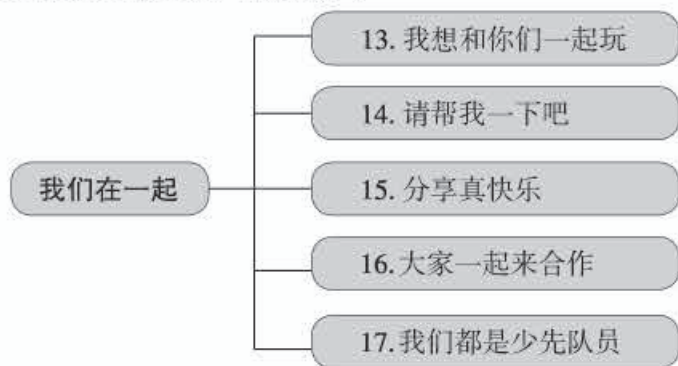 13. 我想和你们一起玩
14. 请帮我一下吧
我们在一起
15. 分享真快乐
16. 大家一起来合作
17. 我们都是少先队员